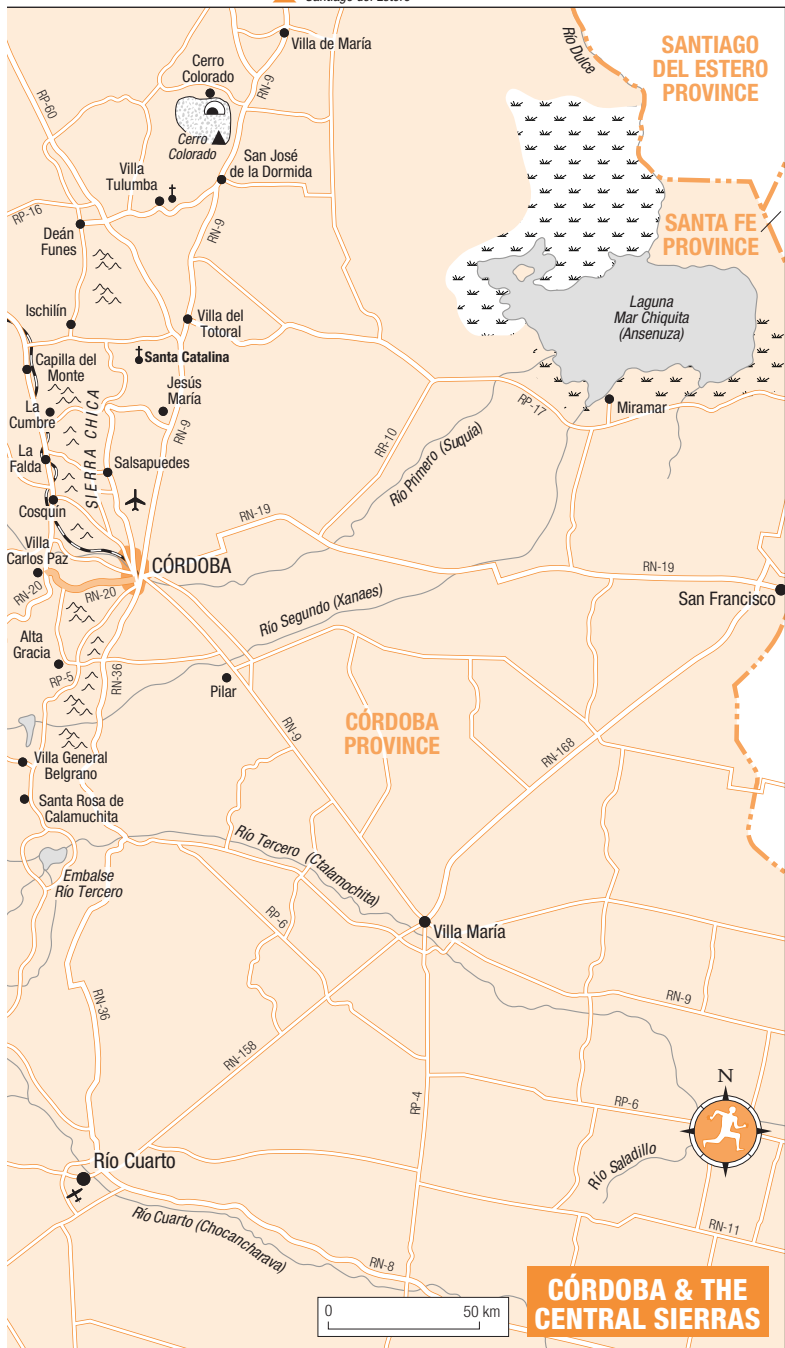 Santiago del Estero
Villa de María
Río Dulce
SANTIAGO
DEL ESTERO
PROVINCE
RP-60
Cerro
Colorado
RN-9
Cerro
Colorado
San José
de la Dormida
Villa
Tulumba
RP-16
Deán
Funes
RN-9
SANTA FE
PROVINCE
Laguna
Mar Chiquita
(Ansenuza)
Ischilín
Villa del
Totoral
Santa Catalina
Capilla del
Monte
Jesús
María
La
Cumbre
SIERRA CHICA
RN-9
RP-17
Miramar
RR-10
Río Primero (Suquía)
La
Falda
Salsapuedes
Cosquín
RN-19
Villa
Carlos Paz
CÓRDOBA
RN-20
RN-20
RN-19
San Francisco
Río Segundo (Xanaes)
Alta
Gracia
RP-5
RN-36
Pilar
RN-9
CÓRDOBA
PROVINCE
RN-168
Villa General
Belgrano
Santa Rosa de
Calamuchita
Río Tercero (Ctalamochita)
Embalse
Río Tercero
RP-6
Villa María
RN-9
RN-36
RN-158
RP-4
RP-6
N
Río Saladillo
Río Cuarto
Río Cuarto (Chocancharava)
RN-11
RN-8
0 50 km
CÓRDOBA & THE
CENTRAL SIERRAS